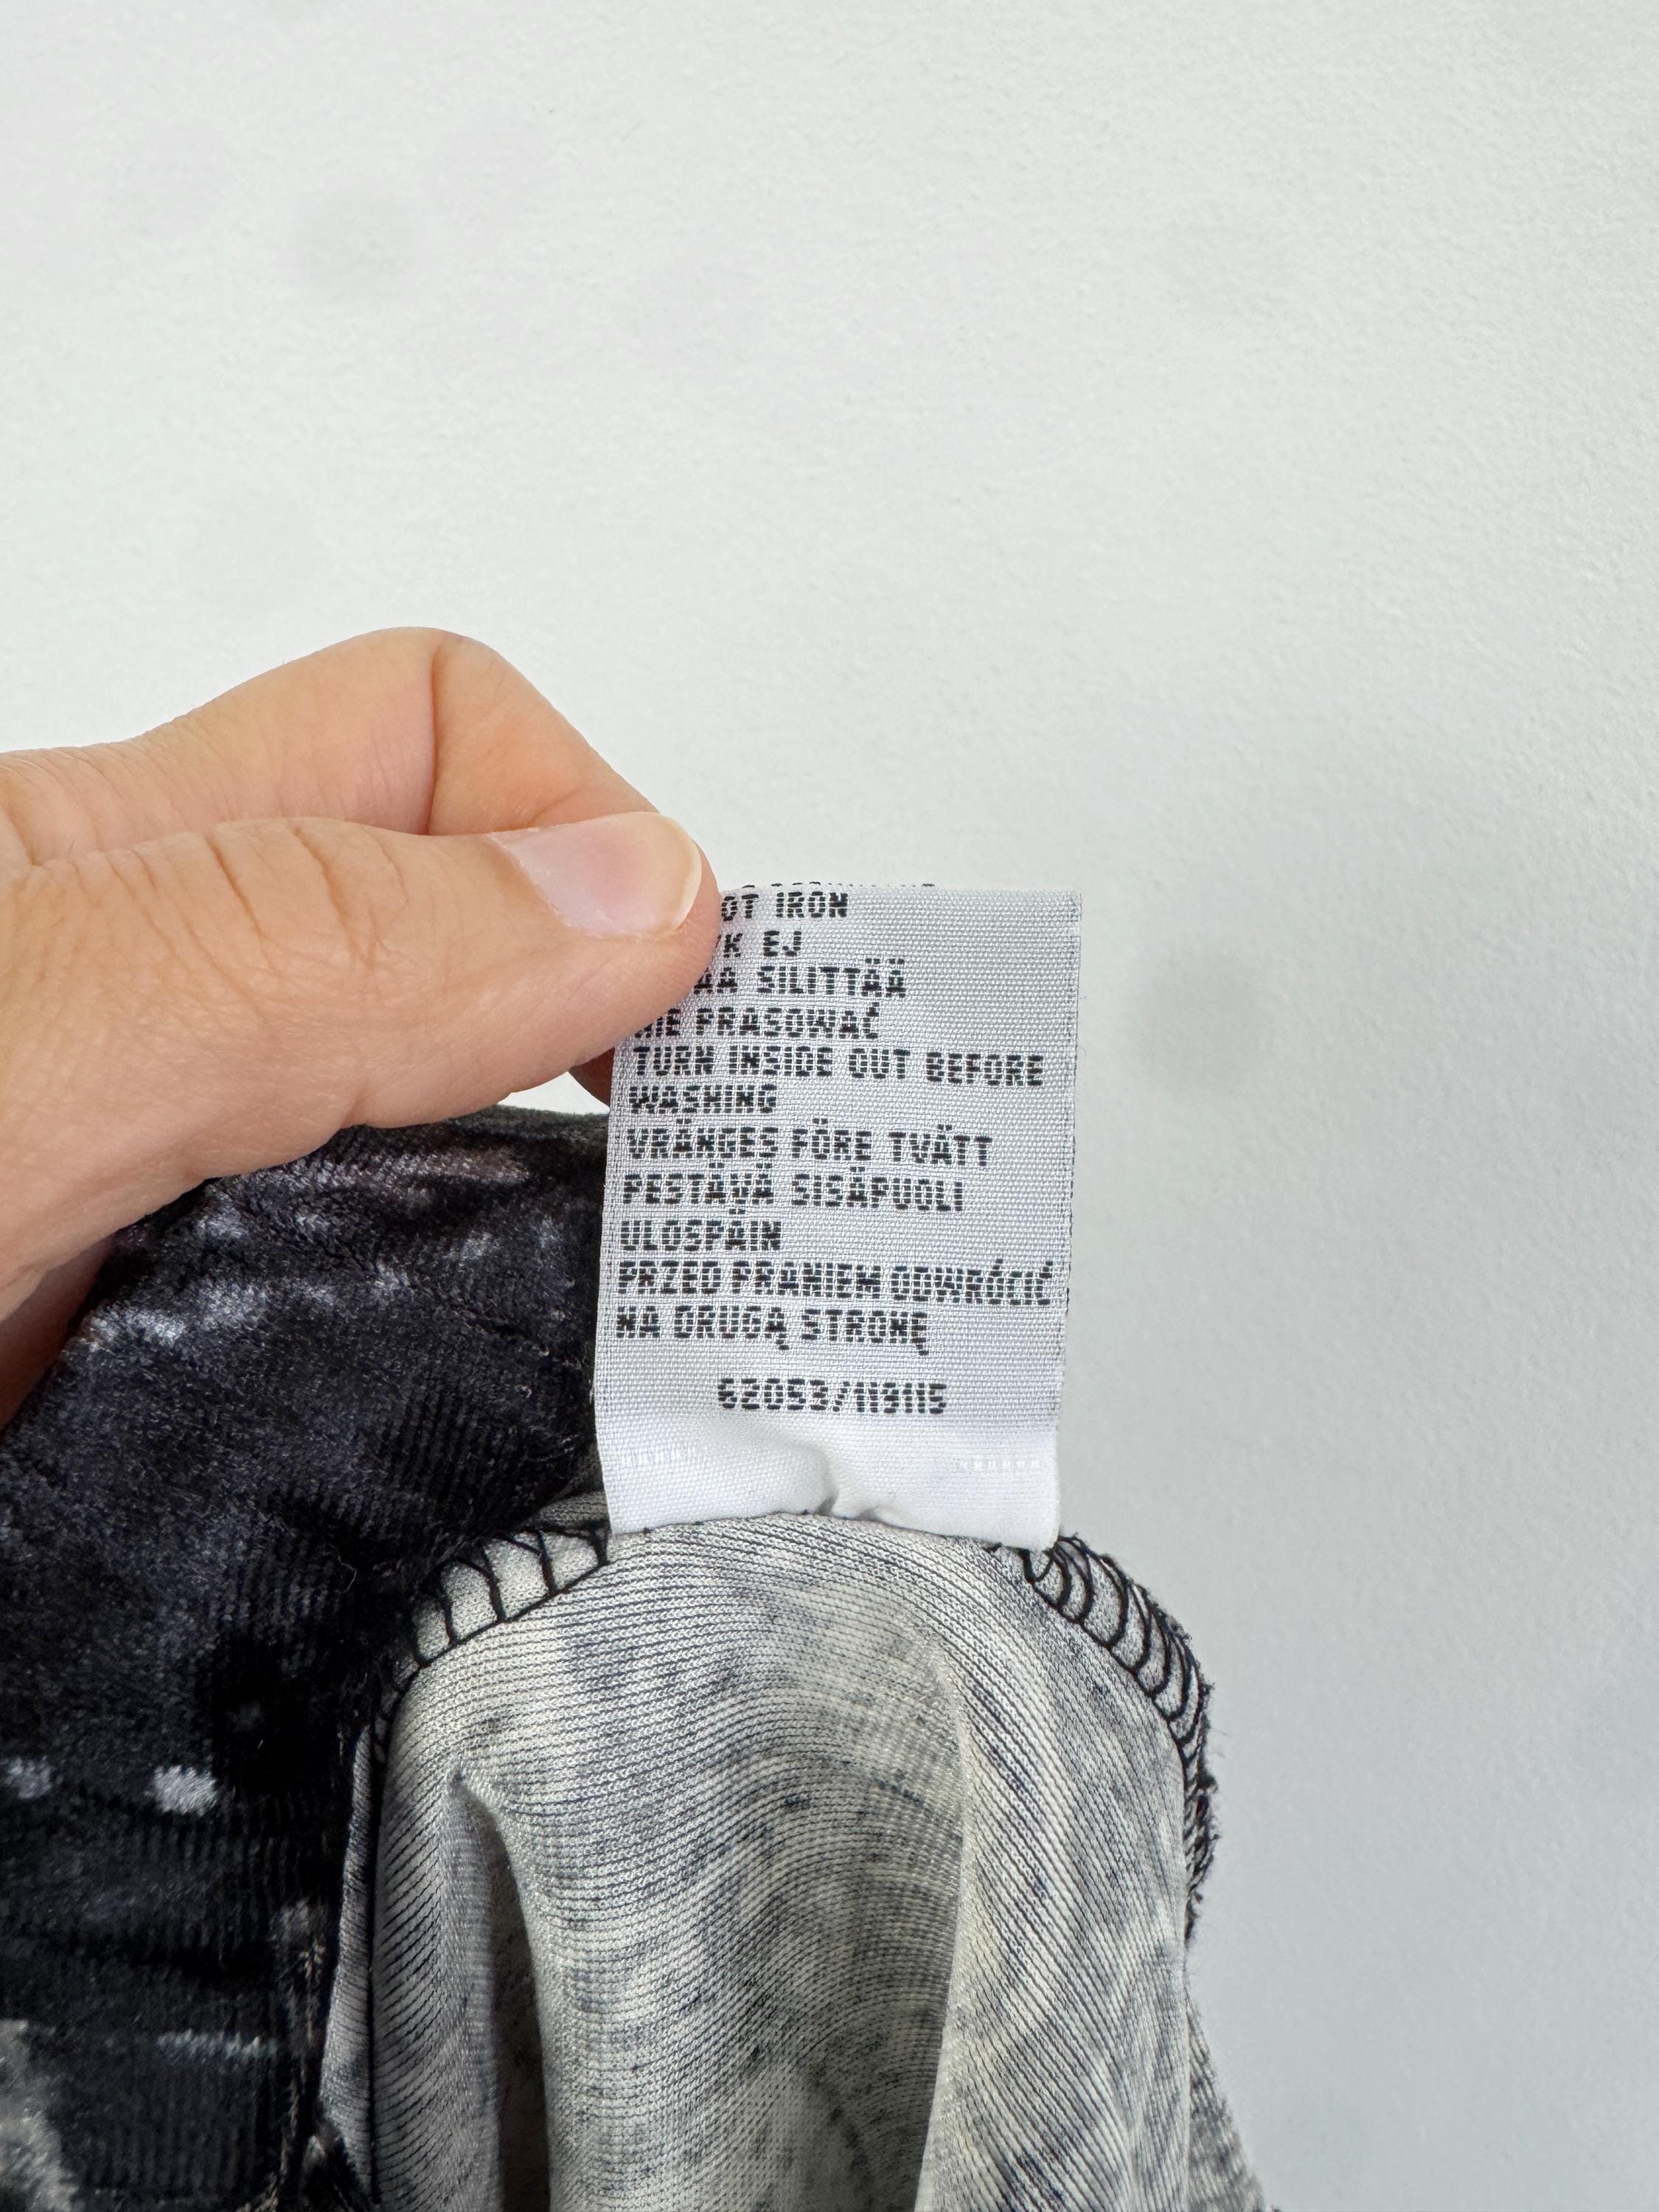 OT IRON
K EJ
ÄÄ SILITTÄÄ
NIE PRASOWAĆ
TURN INSIDE OUT BEFORE
WASHING
VRÄNGES FÖRE TVÄTT
PESTÄVÄ SISÄPUOLI
ULOSPÄIN
PRZED PRANIEM ODWRÓCIĆ
NA DRUGĄ STRONĘ
62053/119115